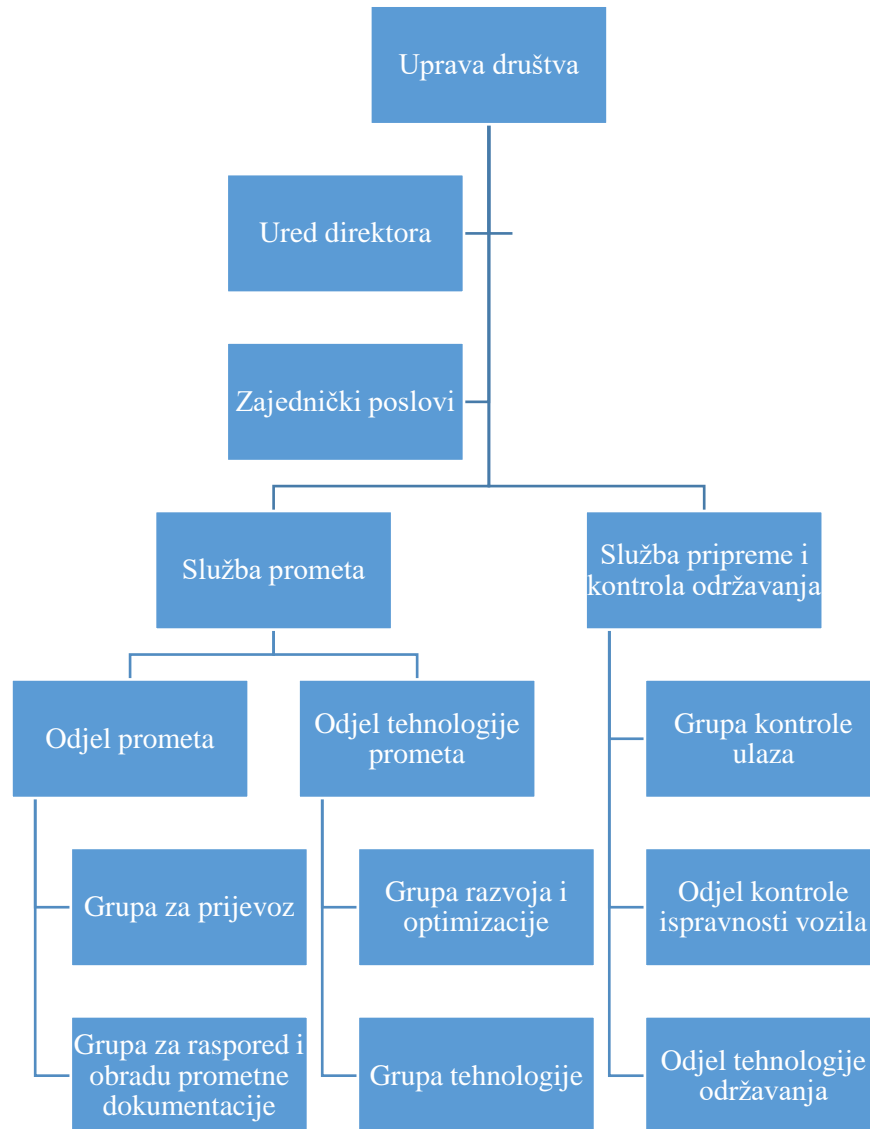 Uprava društva
Ured direktora
Zajednički poslovi
Služba prometa
Služba pripreme i
kontrola održavanja
Odjel prometa
Odjel tehnologije
prometa
Grupa kontrole
ulaza
Grupa za prijevoz
Grupa razvoja i
optimizacije
Odjel kontrole
ispravnosti vozila
Grupa za raspored i
obradu prometne
dokumentacije
Grupa tehnologije
Odjel tehnologije
održavanja